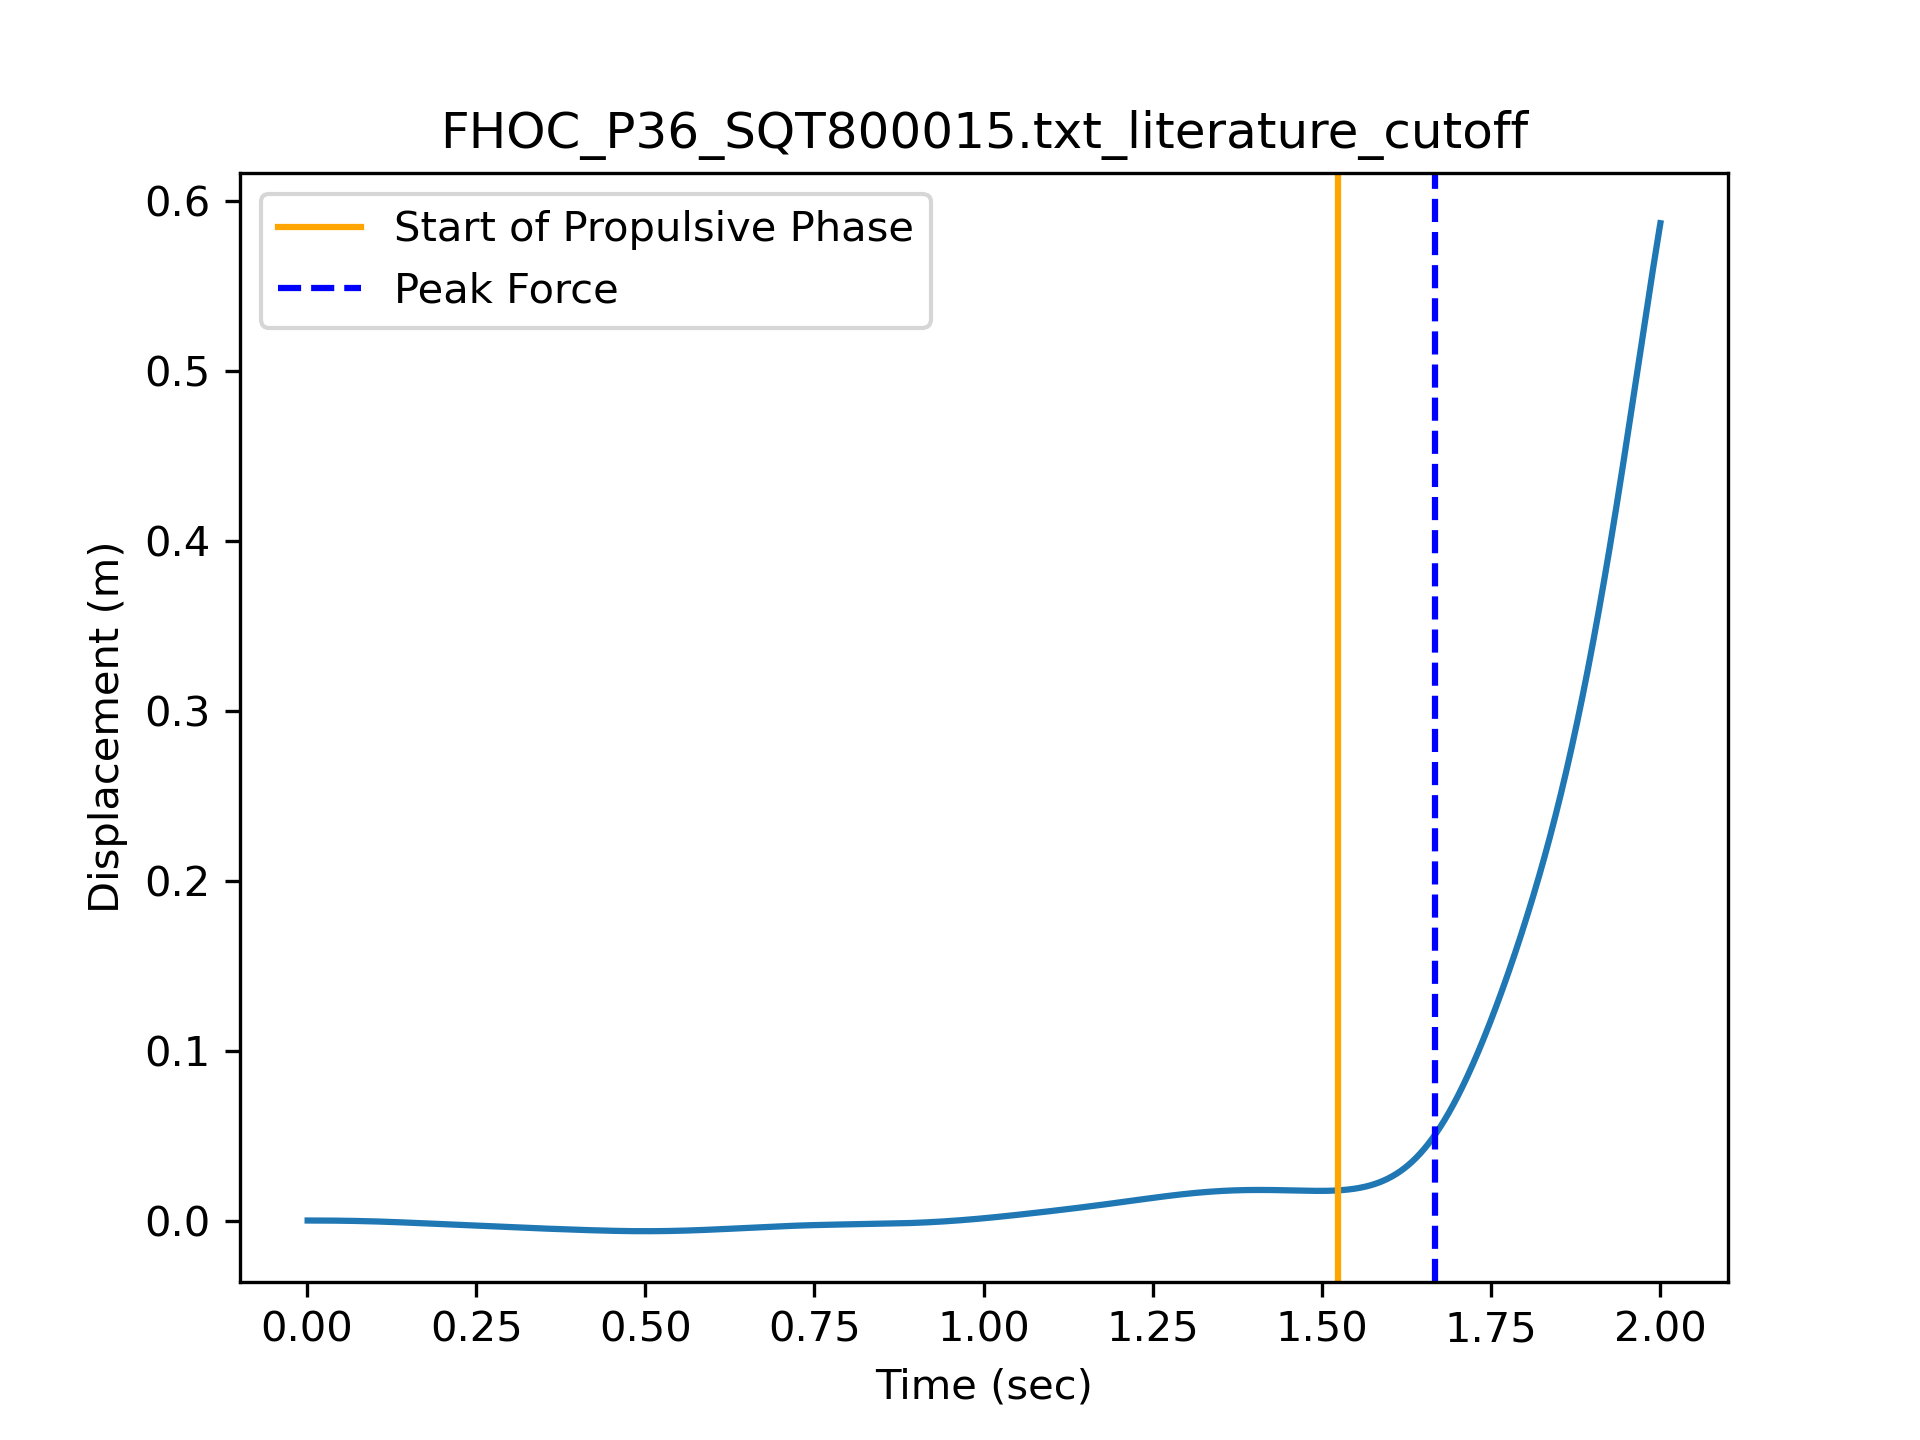 FHOC_P36_SQT800015.txt_literature_cutoff
Start of Propulsive Phase
Peak Force
0.6
0.5
0.4
0.3
0.2
0.1
0.0
Displacement (m)
0.00 0.25 0.50 0.75 1.00 1.25 1.50 1.75 2.00
Time (sec)